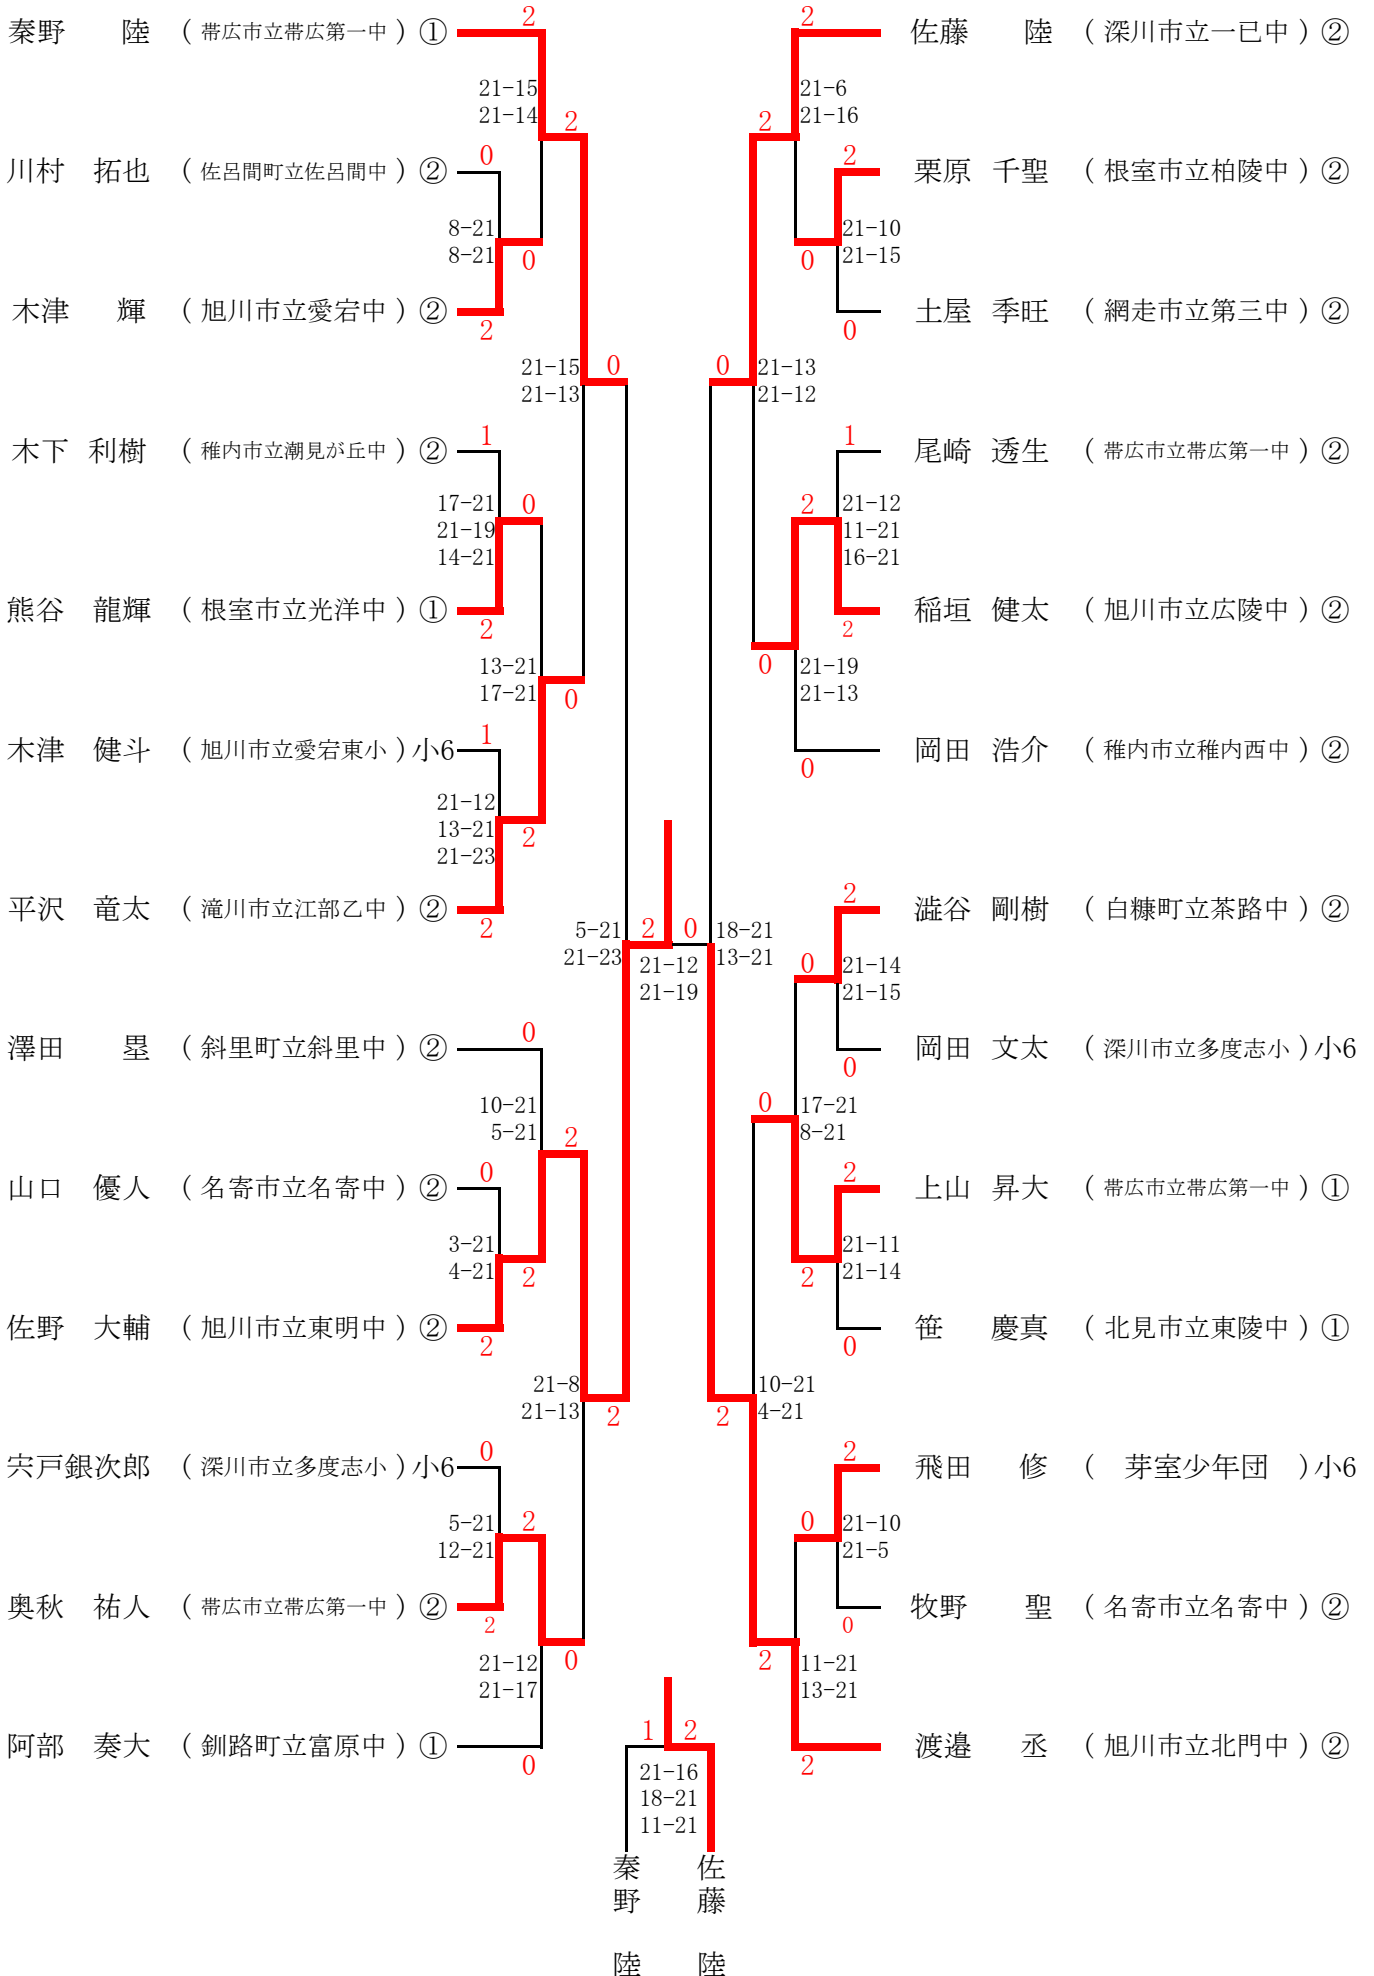 2 2
秦野 陸 ( 帯広市立帯広第一中 ) ① 佐藤 陸 ( 深川市立一已中 ) ②
21-15 21-6
21-14 2 2 21-16
0 2
川村 拓也 ( 佐呂間町立佐呂間中 ) ② 栗原 千聖 ( 根室市立柏陵中 ) ②
8-21 21-10
8-21 0 0 21-15
木津 輝 ( 旭川市立愛宕中 ) ② 土屋 季旺 ( 網走市立第三中 ) ②
2 0
21-15 0 0 21-13
21-13 21-12
1 1
木下 利樹 ( 稚内市立潮見が丘中 ) ② 尾崎 透生 ( 帯広市立帯広第一中 ) ②
17-21 0 2 21-12
21-19 11-21
14-21 16-21
熊谷 龍輝 ( 根室市立光洋中 ) ① 稲垣 健太 ( 旭川市立広陵中 ) ②
2 2
13-21 0 21-19
17-21 0 21-13
1
木津 健斗 ( 旭川市立愛宕東小 ) 小6 岡田 浩介 ( 稚内市立稚内西中 ) ②
0
21-12
13-21 2
21-23
2
平沢 竜太 ( 滝川市立江部乙中 ) ② 澁谷 剛樹 ( 白糠町立茶路中 ) ②
2
5-21 2 0 18-21
21-23 21-12 13-21 0 21-14
21-19 21-15
0
澤田 塁 ( 斜里町立斜里中 ) ② 岡田 文太 ( 深川市立多度志小 ) 小6
0
10-21 0 17-21
5-21 2 8-21
0 2
山口 優人 ( 名寄市立名寄中 ) ② 上山 昇大 ( 帯広市立帯広第一中 ) ①
3-21 21-11
4-21 2 2 21-14
佐野 大輔 ( 旭川市立東明中 ) ② 笹 慶真 ( 北見市立東陵中 ) ①
2 0
21-8 10-21
21-13 2 2 4-21
0 2
宍戸銀次郎 ( 深川市立多度志小 ) 小6 飛田 修 ( 芽室少年団 ) 小6
5-21 2 0 21-10
12-21 21-5
奥秋 祐人 ( 帯広市立帯広第一中 ) ② 牧野 聖 ( 名寄市立名寄中 ) ②
2 0
21-12 0 2 11-21
21-17 13-21
1 2
阿部 奏大 ( 釧路町立富原中 ) ① 渡邉 丞 ( 旭川市立北門中 ) ②
0 2
21-16
18-21
11-21
秦野 陸
佐藤 陸